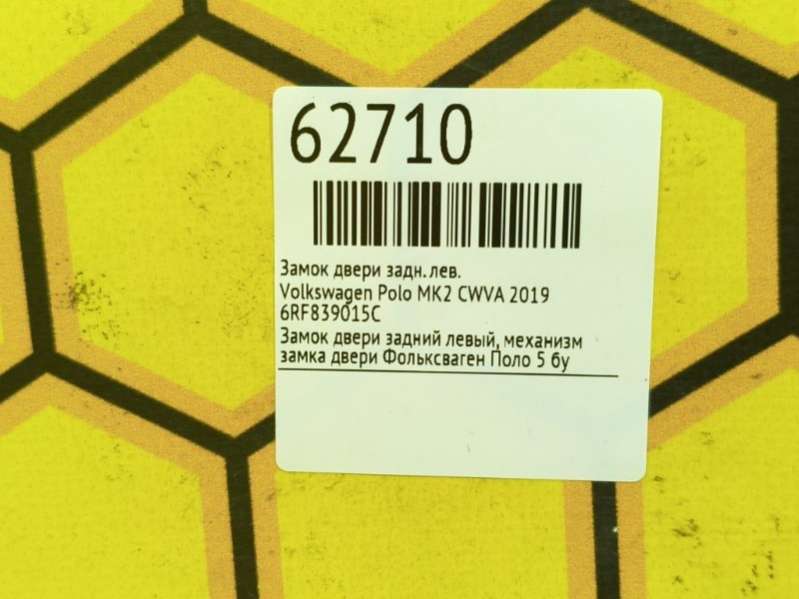 62710
Замок двери задн. лев.
Volkswagen Polo MK2 CWVA 2019
6RF839015C
Замок двери задний левый, механизм
замка двери Фольксваген Поло 5 бу